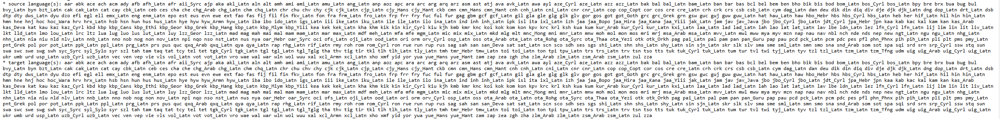 * source language(s): aar abk ace ach acm ady afb afh_Latn afr aii_Syrc ajp aka akl_Latn aln alt amh ami ami_Latn amu_Latn ang_Latn anp aoz apc ara arc arg arq arz asm ast atj ava avk_Latn awa ayl aze_Cyrl aze_Latn azz azz_Latn bak bal bal_Latn bam_Latn ban bar bas bcl bel bem ben bho bik bis bod bom_Latn bos_Cyrl bos_Latn bpy bre brx bua bug bul
bvy_Latn byn bzt_Latn cak cak_Latn cat cay cbk_Latn ceb ces cha che chg_Arab chg_Latn chm chq_Latn chr chu chv chy cjk cjk_Latn cjp_Latn cjy_Hans cjy_Hant ckb cmn cmn_Hans cmn_Hant cnh cnh_Latn cni_Latn cnr cnr_Latn cop cop_Copt cor cos cre cre_Latn crh crk crs csb csb_Latn cym dag_Latn dan deu dik din diq div dje djk djk_Latn dng dop_Latn drt_Latn dsb
dtp dty dws_Latn dyu dzo efi egl ell emx_Latn eng enm_Latn epo est eus evn ewe ext fao fas fij fil fin fkv_Latn fon fra frm_Latn fro_Latn frp frr fry fuc ful fur gag gbm gcf gcf_Latn gil gla gle glg glk glv gor gos got got_Goth grc grc_Grek grn gsw guc guj guw guw_Latn hat hau_Latn haw hbo_Hebr hbs hbs_Cyrl hbs_Latn heb her hif_Latn hil hin hin_Latn
hmn hne hnj hoc hoc_Wara hrv hrx_Latn hsb hsn hun hus hus_Latn hye hyw hyw_Armn hyw_Latn iba ibo ido_Latn igs_Latn iii ike_Latn iku_Latn ile ile_Latn ilo ina_Latn ind inh inh_Latn ipk isl ita ixl_Latn izh jaa jaa_Bopo jaa_Hira jaa_Kana jaa_Yiii jak_Latn jam jav jav_Java jbo jbo_Cyrl jbo_Latn jdt_Cyrl jpa_Hebr jpn kaa kab kac kal kam kan kas_Arab
kas_Deva kat kau kaz kaz_Cyrl kbd kbp kbp_Cans kbp_Ethi kbp_Geor kbp_Grek kbp_Hang kbp_Latn kbp_Mlym kbp_Yiii kea kek kek_Latn kha khm kik kin kir_Cyrl kiu kjh kmb kmr knc koi kok kom kon kpv krc krl ksh kua kum kur_Arab kur_Cyrl kur_Latn kxi_Latn laa_Latn lad lad_Latn lah lao lat lat_Latn lav lbe ldn_Latn lez lfn_Cyrl lfn_Latn lij lim lin lit liv_Latn
lkt lld_Latn lmo lou_Latn lrc ltz lua lug luo lus lut_Latn luy lzz_Geor lzz_Latn mad mag mah mai mal mam mam_Latn mar max_Latn mdf meh_Latn mfa mfe mgm_Latn mic mix mix_Latn mkd mlg mlt mnc_Mong mni mnr_Latn mnw moh mol mon mos mri mrj msa_Arab msa_Latn mvv_Latn mwl mww mya myv mzn nap nau nav nbl nch nde nds nep new ngt_Latn ngu ngu_Latn nhg_Latn
nhn_Latn nia niu nld nlv_Latn nnb_Latn nno nob nog non nov_Latn npi nqo nso nst_Latn nus nya oar_Hebr oar_Syrc oci ofs_Latn oji_Latn ood_Latn ori orm orv_Cyrl osp_Latn oss ota_Arab ota_Latn ota_Rohg ota_Syrc ota_Thaa ota_Yezi otk otk_Orkh pag pai_Latn pal pam pan pan_Guru pap pau pcd pck_Latn pcm pdc pes pfl phn_Phnx pih pih_Latn pli plt pms pmy_Latn
pnt_Grek pol por pot_Latn ppk_Latn ppl_Latn prg_Latn prs pus quc qxq_Arab qxq_Latn qya qya_Latn rap rhg_Latn rif_Latn rmy roh rom rom_Cyrl ron rue run rup rus sag sah san san_Deva sat sat_Latn scn sco sdh ses sgs shi_Latn shn shs_Latn shy_Latn sin sjn_Latn skr slk slv sma sme sml_Latn smn smo sna snd_Arab som sot spa sqi srd srn srp_Cyrl ssw stq sun
swa swc swe swg swh syc_Syrc syl_Sylo syr szl tah tam taq tat tcy tel tet tgk_Cyrl tgk_Latn tgl tgl_Latn tgl_Tglg tha thv tig tir tkl tlh tlh_Latn tly_Latn tmh tmr_Hebr tmw_Latn toi toi_Latn ton tpi tpw_Latn trs trs_Latn trv tsn tso tts tuk tuk_Cyrl tuk_Latn tum tur tvl twi tyj_Latn tyv tzl tzl_Latn tzm_Latn tzm_Tfng udm uig uig_Arab uig_Cyrl uig_Latn
ukr umb urd usp_Latn uzb_Cyrl uzb_Latn vec ven vep vie vls vol_Latn vot vot_Latn vro wae wal war wln wol wuu xal xcl_Armn xcl_Latn xho xmf yid yor yua yue_Hans yue_Hant zam zap zea zgh zha zlm_Arab zlm_Latn zsm_Arab zsm_Latn zul zza
* target language(s): aar abk ace ach acm ady afb afh_Latn afr aii_Syrc ajp aka akl_Latn aln alt amh ami ami_Latn amu_Latn ang_Latn anp aoz apc ara arc arg arq arz asm ast atj ava avk_Latn awa ayl aze_Cyrl aze_Latn azz azz_Latn bak bal bal_Latn bam_Latn ban bar bas bcl bel bem ben bho bik bis bod bom_Latn bos_Cyrl bos_Latn bpy bre brx bua bug bul
bvy_Latn byn bzt_Latn cak cak_Latn cat cay cbk_Latn ceb ces cha che chg_Arab chg_Latn chm chq_Latn chr chu chv chy cjk cjk_Latn cjp_Latn cjy_Hans cjy_Hant ckb cmn cmn_Hans cmn_Hant cnh cnh_Latn cni_Latn cnr cnr_Latn cop cop_Copt cor cos cre cre_Latn crh crk crs csb csb_Latn cym dag_Latn dan deu dik din diq div dje djk djk_Latn dng dop_Latn drt_Latn dsb
dtp dty dws_Latn dyu dzo efi egl ell emx_Latn eng enm_Latn epo est eus evn ewe ext fao fas fij fil fin fkv_Latn fon fra frm_Latn fro_Latn frp frr fry fuc ful fur gag gbm gcf gcf_Latn gil gla gle glg glk glv gor gos got got_Goth grc grc_Grek grn gsw guc guj guw guw_Latn hat hau_Latn haw hbo_Hebr hbs hbs_Cyrl hbs_Latn heb her hif_Latn hil hin hin_Latn
hmn hne hnj hoc hoc_Wara hrv hrx_Latn hsb hsn hun hus hus_Latn hye hyw hyw_Armn hyw_Latn iba ibo ido_Latn igs_Latn iii ike_Latn iku_Latn ile ile_Latn ilo ina_Latn ind inh inh_Latn ipk isl ita ixl_Latn izh jaa jaa_Bopo jaa_Hira jaa_Kana jaa_Yiii jak_Latn jam jav jav_Java jbo jbo_Cyrl jbo_Latn jdt_Cyrl jpa_Hebr jpn kaa kab kac kal kam kan kas_Arab
kas_Deva kat kau kaz kaz_Cyrl kbd kbp kbp_Cans kbp_Ethi kbp_Geor kbp_Grek kbp_Hang kbp_Latn kbp_Mlym kbp_Yiii kea kek kek_Latn kha khm kik kin kir_Cyrl kiu kjh kmb kmr knc koi kok kom kon kpv krc krl ksh kua kum kur_Arab kur_Cyrl kur_Latn kxi_Latn laa_Latn lad lad_Latn lah lao lat lat_Latn lav lbe ldn_Latn lez lfn_Cyrl lfn_Latn lij lim lin lit liv_Latn
lkt lld_Latn lmo lou_Latn lrc ltz lua lug luo lus lut_Latn luy lzz_Geor lzz_Latn mad mag mah mai mal mam mam_Latn mar max_Latn mdf meh_Latn mfa mfe mgm_Latn mic mix mix_Latn mkd mlg mlt mnc_Mong mni mnr_Latn mnw moh mol mon mos mri mrj msa_Arab msa_Latn mvv_Latn mwl mww mya myv mzn nap nau nav nbl nch nde nds nep new ngt_Latn ngu ngu_Latn nhg_Latn
nhn_Latn nia niu nld nlv_Latn nnb_Latn nno nob nog non nov_Latn npi nqo nso nst_Latn nus nya oar_Hebr oar_Syrc oci ofs_Latn oji_Latn ood_Latn ori orm orv_Cyrl osp_Latn oss ota_Arab ota_Latn ota_Rohg ota_Syrc ota_Thaa ota_Yezi otk otk_Orkh pag pai_Latn pal pam pan pan_Guru pap pau pcd pck_Latn pcm pdc pes pfl phn_Phnx pih pih_Latn pli plt pms pmy_Latn
pnt_Grek pol por pot_Latn ppk_Latn ppl_Latn prg_Latn prs pus quc qxq_Arab qxq_Latn qya qya_Latn rap rhg_Latn rif_Latn rmy roh rom rom_Cyrl ron rue run rup rus sag sah san san_Deva sat sat_Latn scn sco sdh ses sgs shi_Latn shn shs_Latn shy_Latn sin sjn_Latn skr slk slv sma sme sml_Latn smn smo sna snd_Arab som sot spa sqi srd srn srp_Cyrl ssw stq sun
swa swc swe swg swh syc_Syrc syl_Sylo syr szl tah tam taq tat tcy tel tet tgk_Cyrl tgk_Latn tgl tgl_Latn tgl_Tglg tha thv tig tir tkl tlh tlh_Latn tly_Latn tmh tmr_Hebr tmw_Latn toi toi_Latn ton tpi tpw_Latn trs trs_Latn trv tsn tso tts tuk tuk_Cyrl tuk_Latn tum tur tvl twi tyj_Latn tyv tzl tzl_Latn tzm_Latn tzm_Tfng udm uig uig_Arab uig_Cyrl uig_Latn
ukr umb urd usp_Latn uzb_Cyrl uzb_Latn vec ven vep vie vls vol_Latn vot vot_Latn vro wae wal war wln wol wuu xal xcl_Armn xcl_Latn xho xmf yid yor yua yue_Hans yue_Hant zam zap zea zgh zha zlm_Arab zlm_Latn zsm_Arab zsm_Latn zul zza